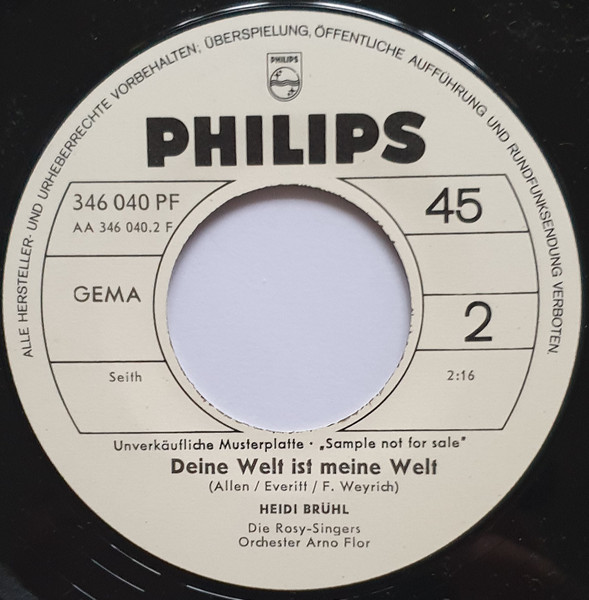 ALLE HERSTELLER- UND URHEBERRECHTE VORBEHALTEN; ÜBERSPIELUNG, ÖFFENTLICHE AUFFÜHRUNG UND RUNDFUNKSENDUNG VERBOTEN.
PHILIPS
PHILIPS
346 040 PF
AA 346 040.2 F
45
GEMA
2
Seith
2:16
Unverkäufliche Musterplatte · „Sample not for sale"
Deine Welt ist meine Welt
(Allen / Everitt / F. Weyrich)
HEIDI BRÜHL
Die Rosy-Singers
Orchester Arno Flor